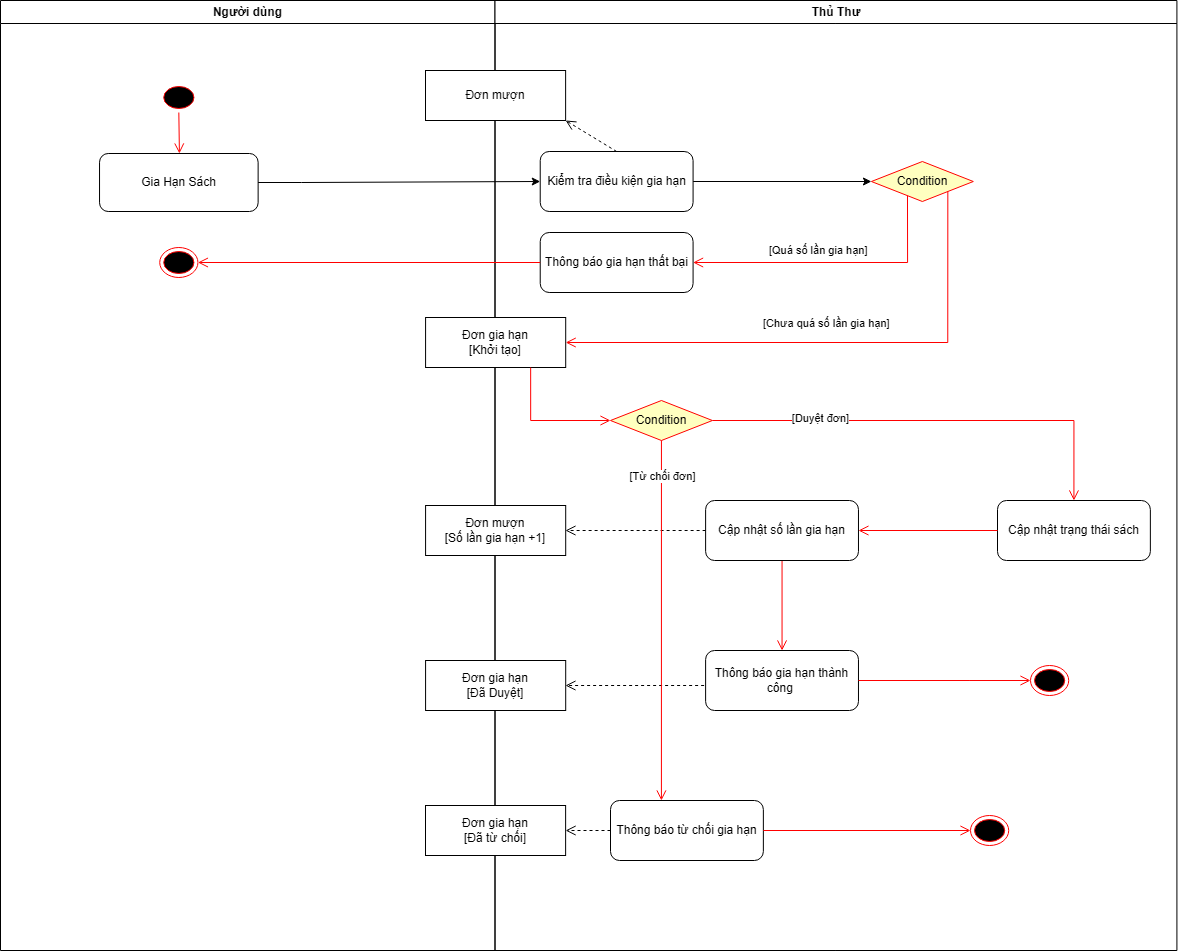 Người dùng
Thủ Thư
Đơn mượn
Gia Hạn Sách
Kiểm tra điều kiện gia hạn
Condition
[Quá số lần gia hạn]
Thông báo gia hạn thất bại
[Chưa quá số lần gia hạn]
Đơn gia hạn
[Khởi tạo]
Condition
[Duyệt đơn]
[Từ chối đơn]
Đơn mượn
[Số lần gia hạn +1]
Cập nhật số lần gia hạn
Cập nhật trạng thái sách
Đơn gia hạn
[Đã Duyệt]
Thông báo gia hạn thành
công
Đơn gia hạn
[Đã từ chối]
Thông báo từ chối gia hạn